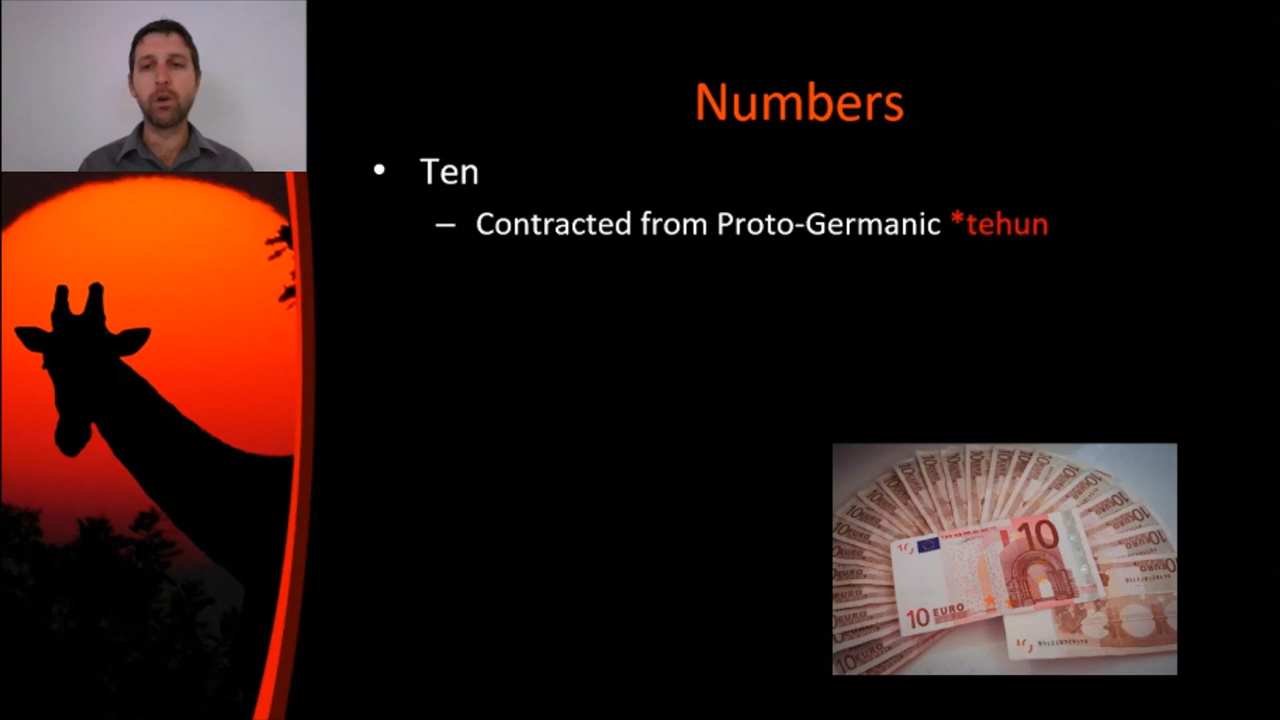 Numbers
• Ten
– Contracted from Proto-Germanic *tehun
10
10 EURO